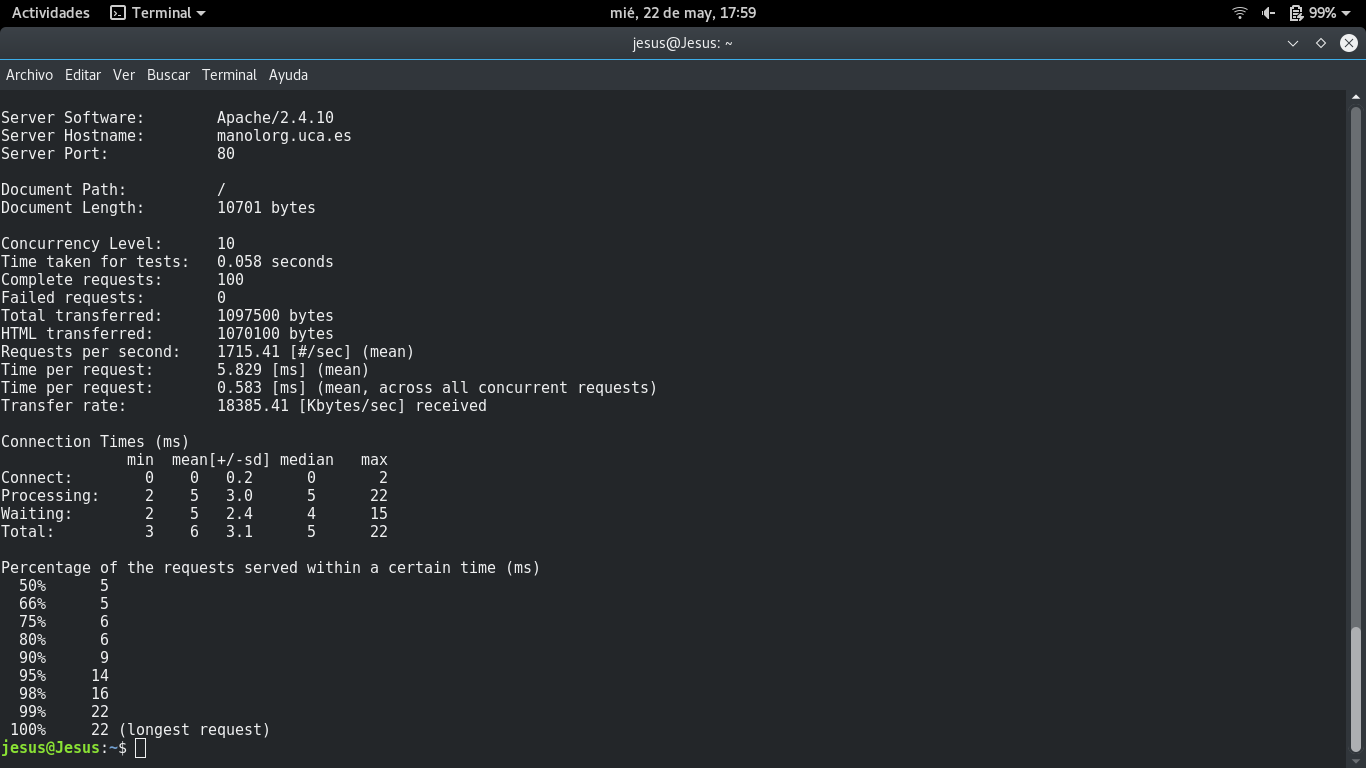 Actividades Terminal mié, 22 de may, 17:59 99%
jesus@Jesus: ~
Archivo Editar Ver Buscar Terminal Ayuda
Server Software:        Apache/2.4.10
Server Hostname:        manolorg.uca.es
Server Port:            80
Document Path:          /
Document Length:        10701 bytes
Concurrency Level:      10
Time taken for tests:   0.058 seconds
Complete requests:      100
Failed requests:        0
Total transferred:      1097500 bytes
HTML transferred:       1070100 bytes
Requests per second:    1715.41 [#/sec] (mean)
Time per request:       5.829 [ms] (mean)
Time per request:       0.583 [ms] (mean, across all concurrent requests)
Transfer rate:          18385.41 [Kbytes/sec] received
Connection Times (ms)
              min  mean[+/-sd] median   max
Connect:        0    0   0.2      0       2
Processing:     2    5   3.0      5      22
Waiting:        2    5   2.4      4      15
Total:          3    6   3.1      5      22
Percentage of the requests served within a certain time (ms)
  50%      5
  66%      5
  75%      6
  80%      6
  90%      9
  95%     14
  98%     16
  99%     22
 100%     22 (longest request)
jesus@Jesus:~$